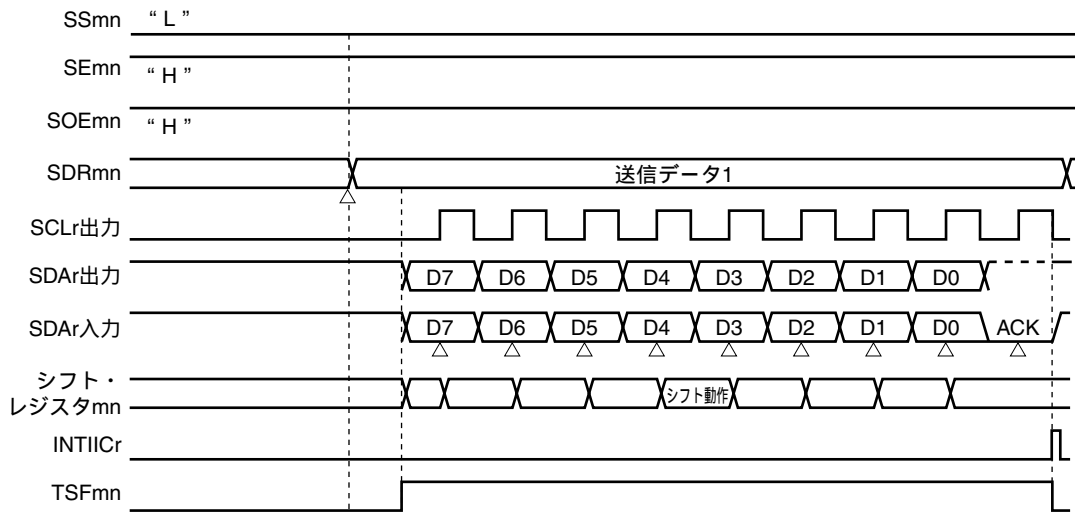 SSmn “ L ”
SEmn “ H ”
SOEmn “ H ”
SDRmn 送信データ1
SCLr出力
SDAr出力 D7 D6 D5 D4 D3 D2 D1 D0
SDAr入力 D7 D6 D5 D4 D3 D2 D1 D0 ACK
シフト・
レジスタmn シフト動作
INTIICr
TSFmn